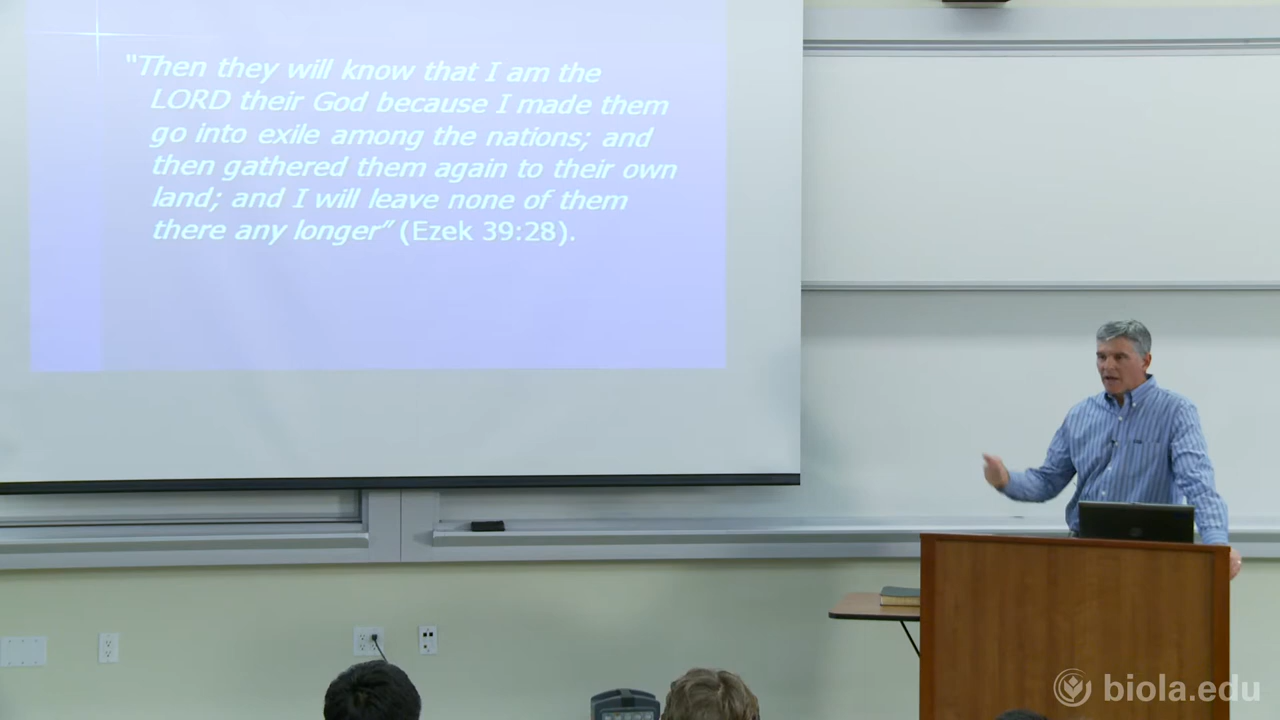 “Then they will know that I am the
LORD their God because I made them
go into exile among the nations; and
then gathered them again to their own
land; and I will leave none of them
there any longer” (Ezek 39:28).
biola.edu